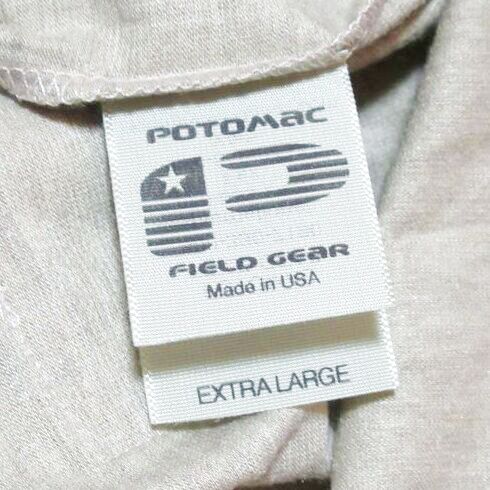 POTOMAC
FIELD GEAR
Made in USA
EXTRA LARGE